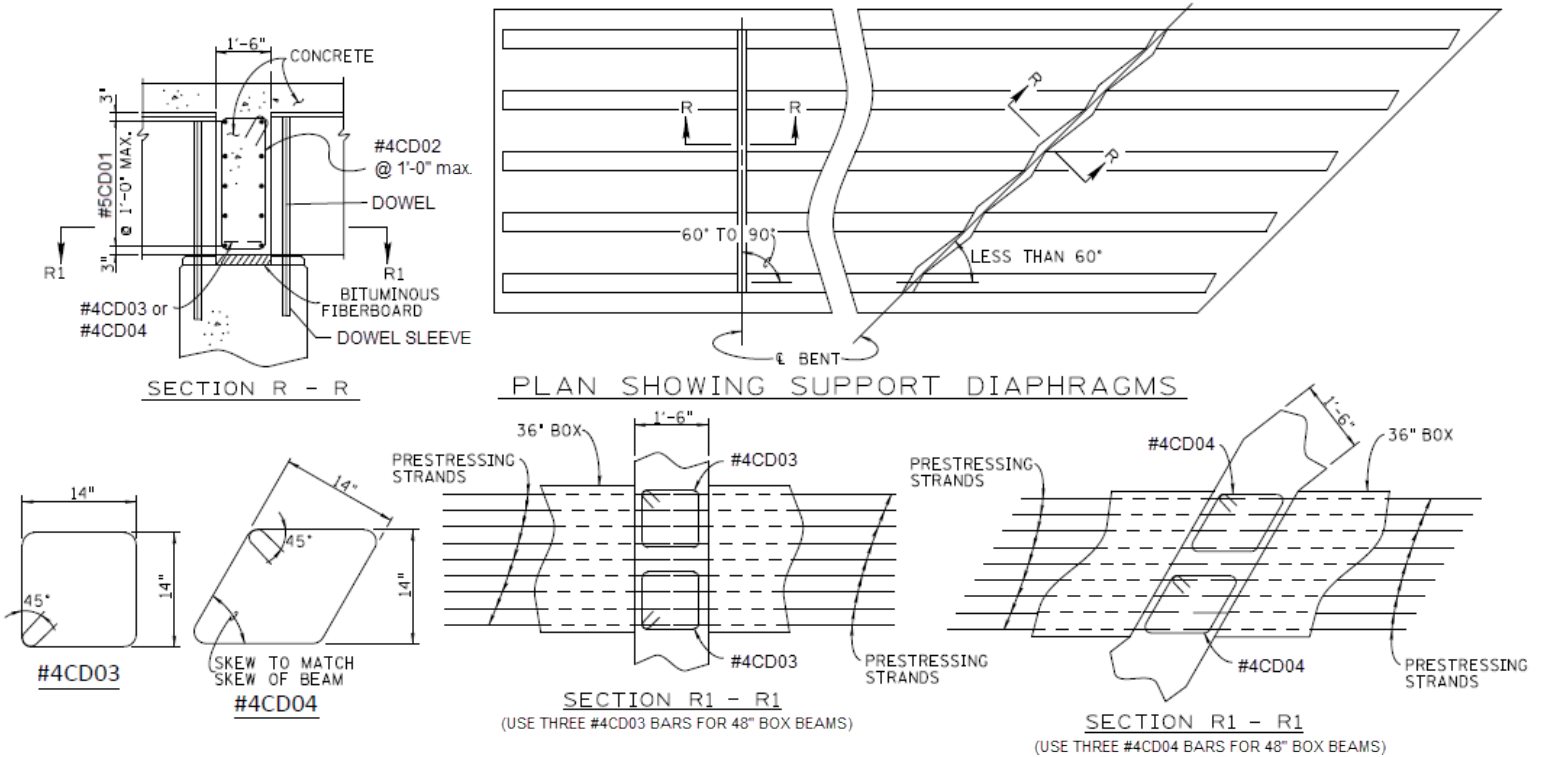 1'-6"
CONCRETE
3"
#5CD01
@ 1'-0" MAX.
3"
#4CD02
@ 1'-0" max.
DOWEL
R1
R1
BITUMINOUS
FIBERBOARD
#4CD03 or
#4CD04
DOWEL SLEEVE
SECTION R - R
R
R
R
R
60° TO 90°
LESS THAN 60°
℄ BENT
PLAN SHOWING SUPPORT DIAPHRAGMS
14"
14"
45°
#4CD03
14"
14"
45°
SKEW TO MATCH
SKEW OF BEAM
#4CD04
1'-6"
36" BOX
#4CD03
PRESTRESSING
STRANDS
#4CD03
PRESTRESSING
STRANDS
SECTION R1 - R1
(USE THREE #4CD03 BARS FOR 48" BOX BEAMS)
1'-6"
#4CD04
36" BOX
PRESTRESSING
STRANDS
#4CD04
PRESTRESSING
STRANDS
SECTION R1 - R1
(USE THREE #4CD04 BARS FOR 48" BOX BEAMS)